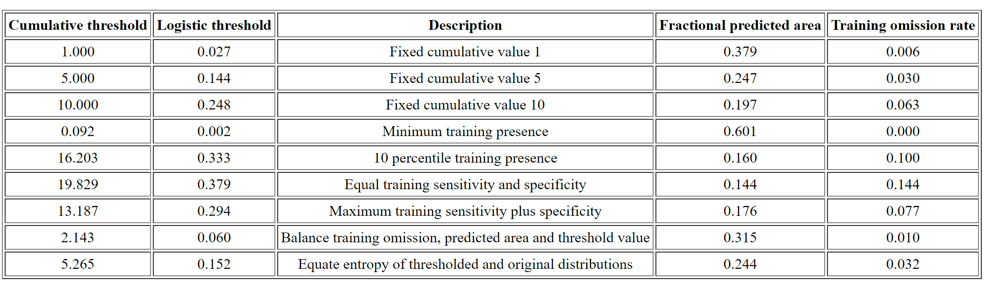 Cumulative threshold Logistic threshold Description Fractional predicted area Training omission rate
1.000 0.027 Fixed cumulative value 1 0.379 0.006
5.000 0.144 Fixed cumulative value 5 0.247 0.030
10.000 0.248 Fixed cumulative value 10 0.197 0.063
0.092 0.002 Minimum training presence 0.601 0.000
16.203 0.333 10 percentile training presence 0.160 0.100
19.829 0.379 Equal training sensitivity and specificity 0.144 0.144
13.187 0.294 Maximum training sensitivity plus specificity 0.176 0.077
2.143 0.060 Balance training omission, predicted area and threshold value 0.315 0.010
5.265 0.152 Equate entropy of thresholded and original distributions 0.244 0.032